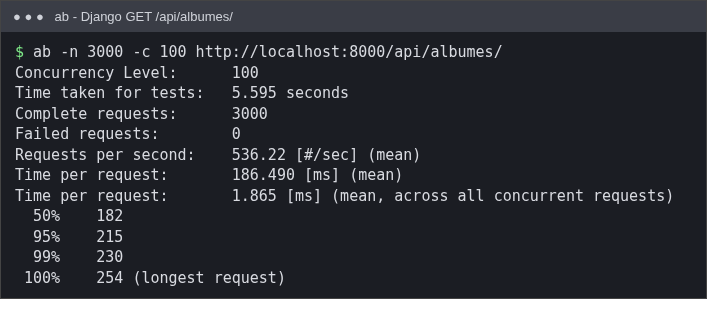 ab - Django GET /api/albumes/
$ ab -n 3000 -c 100 http://localhost:8000/api/albumes/
Concurrency Level:      100
Time taken for tests:   5.595 seconds
Complete requests:      3000
Failed requests:        0
Requests per second:    536.22 [#/sec] (mean)
Time per request:       186.490 [ms] (mean)
Time per request:       1.865 [ms] (mean, across all concurrent requests)
  50%    182
  95%    215
  99%    230
 100%    254 (longest request)